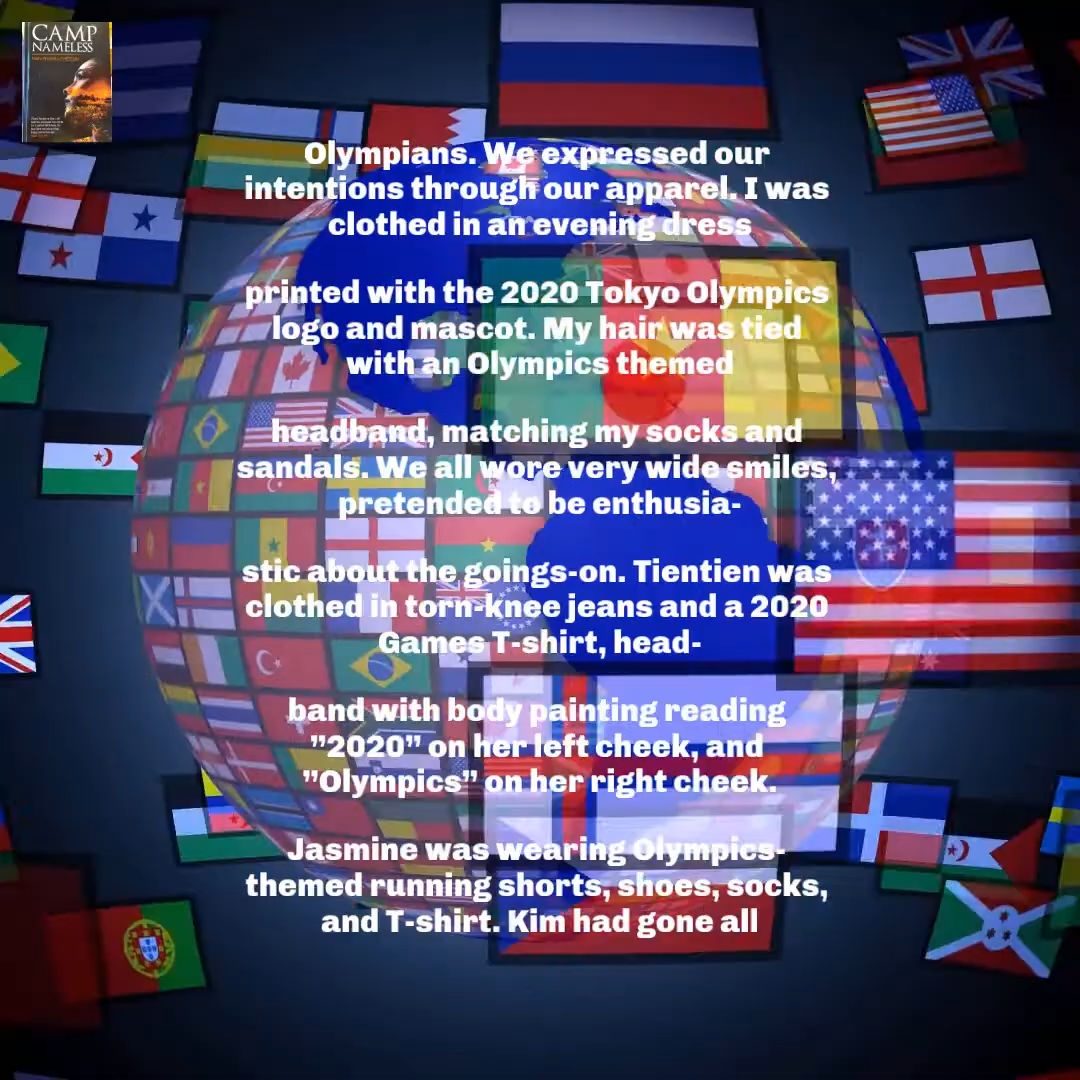 CAMP
NAMELESS
Olympians. We expressed our
intentions through our apparel. I was
clothed in an evening dress
printed with the 2020 Tokyo Olympics
logo and mascot. My hair was tied
with an Olympics themed
headband, matching my socks and
sandals. We all wore very wide smiles,
pretended to be enthusia-
stic about the goings-on. Tientien was
clothed in torn-knee jeans and a 2020
Games T-shirt, head-
band with body painting reading
”2020” on her left cheek, and
”Olympics” on her right cheek.
Jasmine was wearing Olympics-
themed running shorts, shoes, socks,
and T-shirt. Kim had gone all